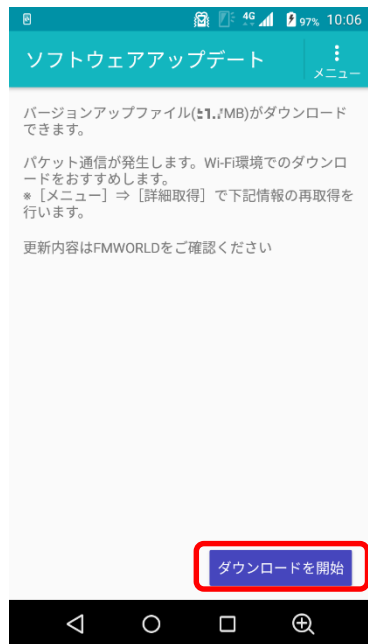 4G 97% 10:06
ソフトウェアアップデート
メニュー
バージョンアップファイル(MB)がダウンロード
できます。
パケット通信が発生します。Wi-Fi環境でのダウンロ
ードをおすすめします。
※［メニュー］⇒［詳細取得］で下記情報の再取得を
行います。
更新内容はFMWORLDをご確認ください
ダウンロードを開始